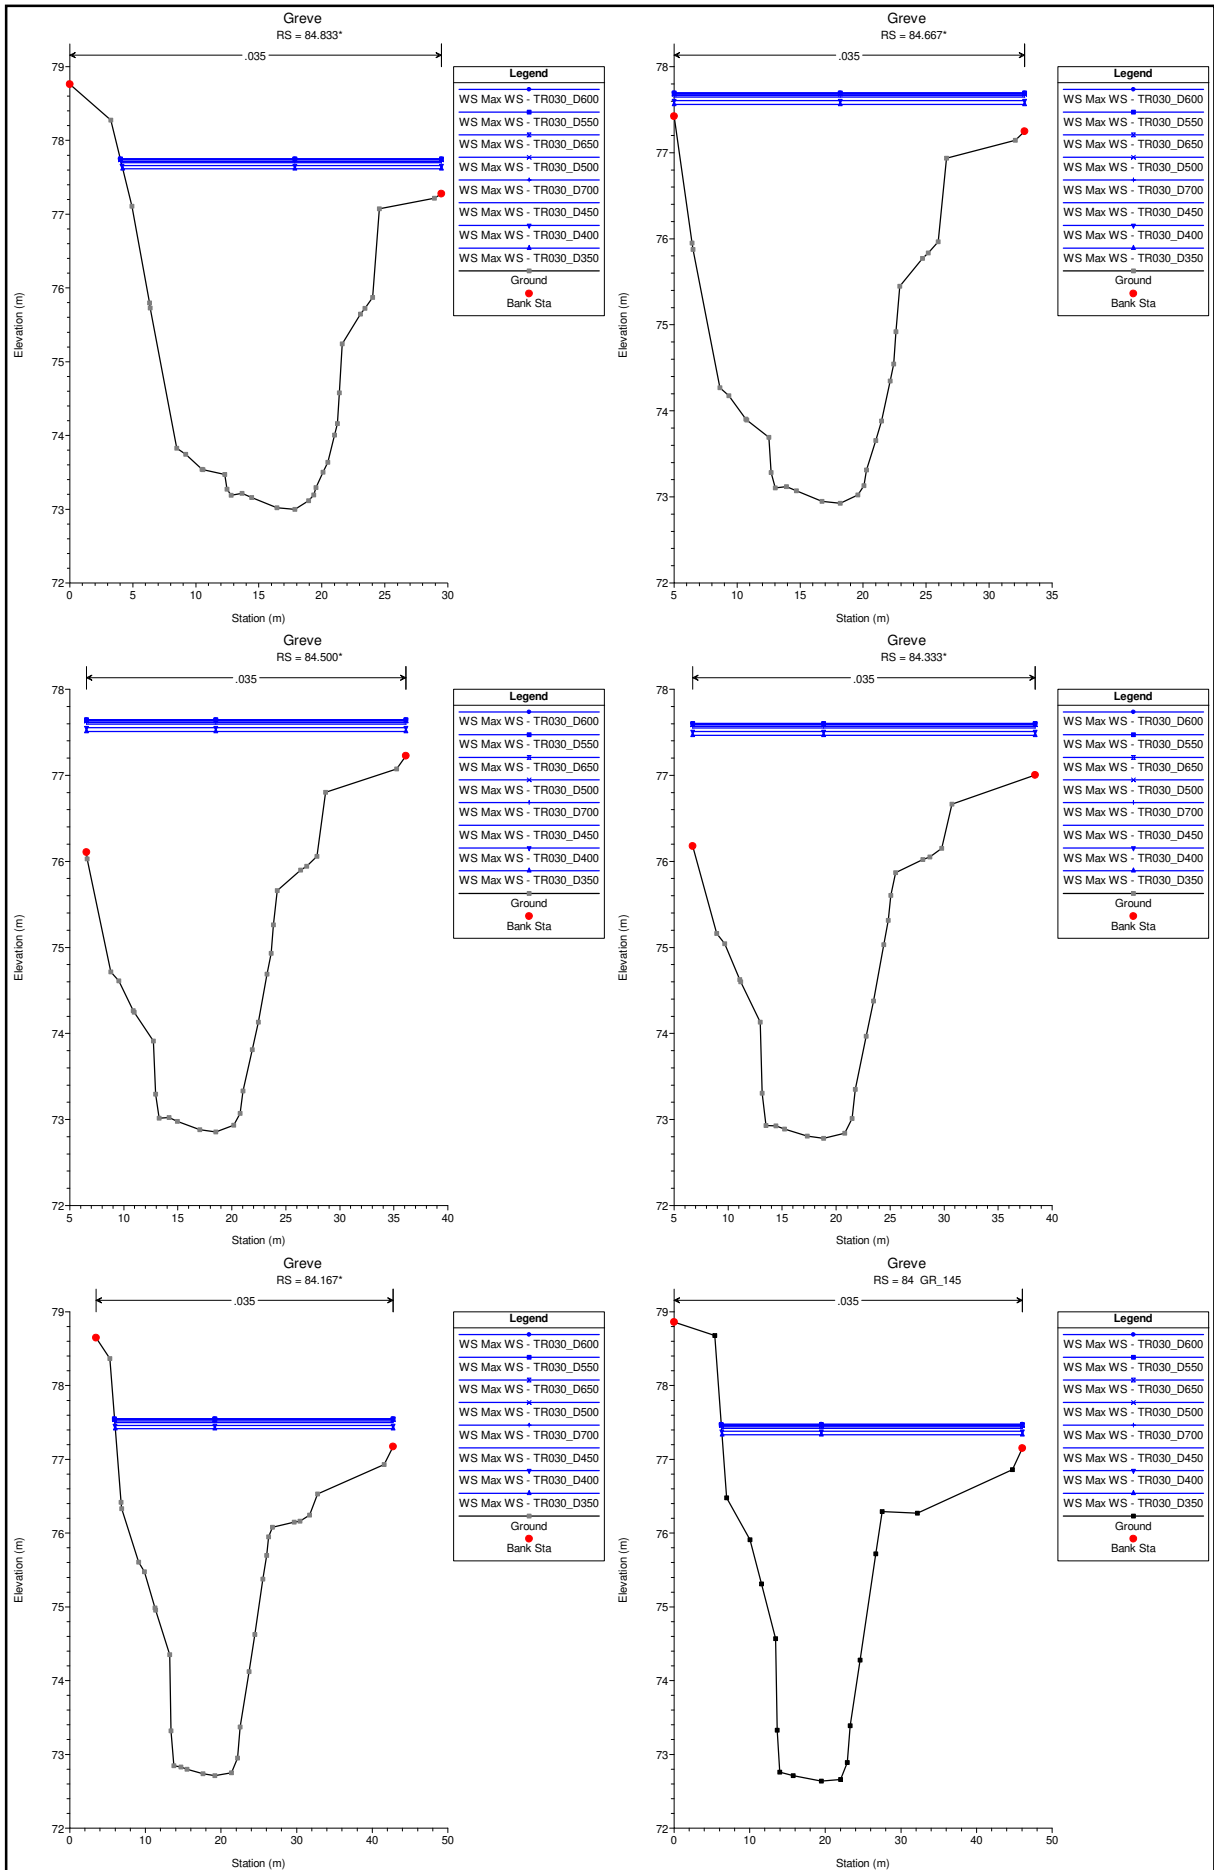 Greve
RS = 84.833*
.035
79
78
77
76
75
74
73
72
0
5
10
15
20
25
30
Station (m)
Elevation (m)
Legend
WS Max WS - TR030_D600
WS Max WS - TR030_D550
WS Max WS - TR030_D650
WS Max WS - TR030_D500
WS Max WS - TR030_D700
WS Max WS - TR030_D450
WS Max WS - TR030_D400
WS Max WS - TR030_D350
Ground
Bank Sta
Greve
RS = 84.667*
.035
78
77
76
75
74
73
72
5
10
15
20
25
30
35
Station (m)
Elevation (m)
Legend
WS Max WS - TR030_D600
WS Max WS - TR030_D550
WS Max WS - TR030_D650
WS Max WS - TR030_D500
WS Max WS - TR030_D700
WS Max WS - TR030_D450
WS Max WS - TR030_D400
WS Max WS - TR030_D350
Ground
Bank Sta
Greve
RS = 84.500*
.035
78
77
76
75
74
73
72
5
10
15
20
25
30
35
40
Station (m)
Elevation (m)
Legend
WS Max WS - TR030_D600
WS Max WS - TR030_D550
WS Max WS - TR030_D650
WS Max WS - TR030_D500
WS Max WS - TR030_D700
WS Max WS - TR030_D450
WS Max WS - TR030_D400
WS Max WS - TR030_D350
Ground
Bank Sta
Greve
RS = 84.333*
.035
78
77
76
75
74
73
72
5
10
15
20
25
30
35
40
Station (m)
Elevation (m)
Legend
WS Max WS - TR030_D600
WS Max WS - TR030_D550
WS Max WS - TR030_D650
WS Max WS - TR030_D500
WS Max WS - TR030_D700
WS Max WS - TR030_D450
WS Max WS - TR030_D400
WS Max WS - TR030_D350
Ground
Bank Sta
Greve
RS = 84.167*
.035
79
78
77
76
75
74
73
72
0
10
20
30
40
50
Station (m)
Elevation (m)
Legend
WS Max WS - TR030_D600
WS Max WS - TR030_D550
WS Max WS - TR030_D650
WS Max WS - TR030_D500
WS Max WS - TR030_D700
WS Max WS - TR030_D450
WS Max WS - TR030_D400
WS Max WS - TR030_D350
Ground
Bank Sta
Greve
RS = 84 GR_145
.035
79
78
77
76
75
74
73
72
0
10
20
30
40
50
Station (m)
Elevation (m)
Legend
WS Max WS - TR030_D600
WS Max WS - TR030_D550
WS Max WS - TR030_D650
WS Max WS - TR030_D500
WS Max WS - TR030_D700
WS Max WS - TR030_D450
WS Max WS - TR030_D400
WS Max WS - TR030_D350
Ground
Bank Sta